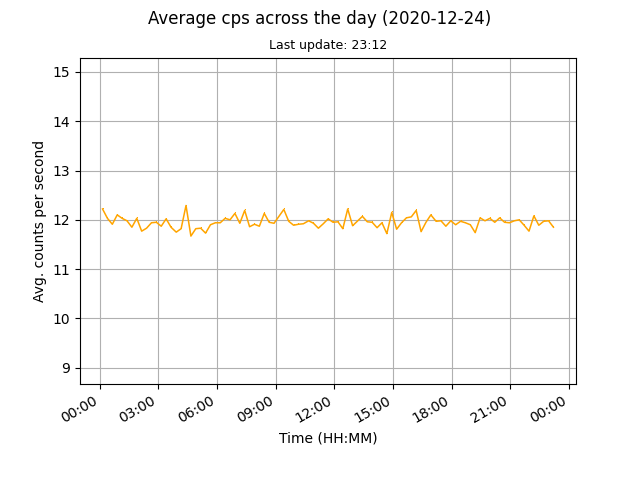 Average cps across the day (2020-12-24)
Last update: 23:12
Avg. counts per second
15
14
13
12
11
10
9
00:00 03:00 06:00 09:00 12:00 15:00 18:00 21:00 00:00
Time (HH:MM)